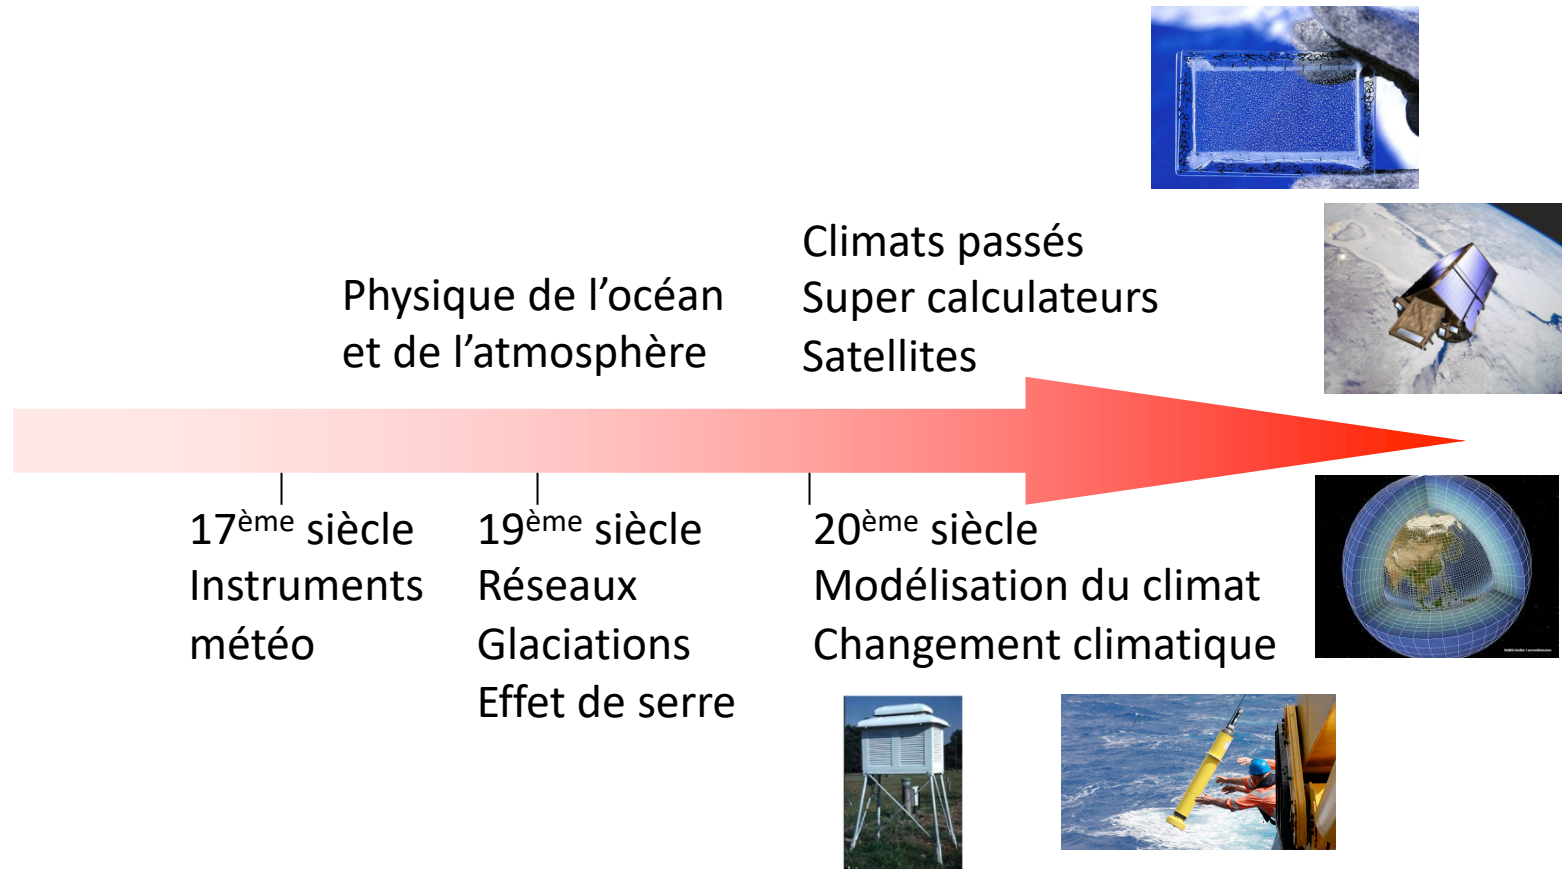 Climats passés
Physique de l’océan
Super calculateurs
et de l’atmosphère
Satellites
17ème siècle
Instruments
météo
19ème siècle
Réseaux
Glaciations
Effet de serre
20ème siècle
Modélisation du climat
Changement climatique